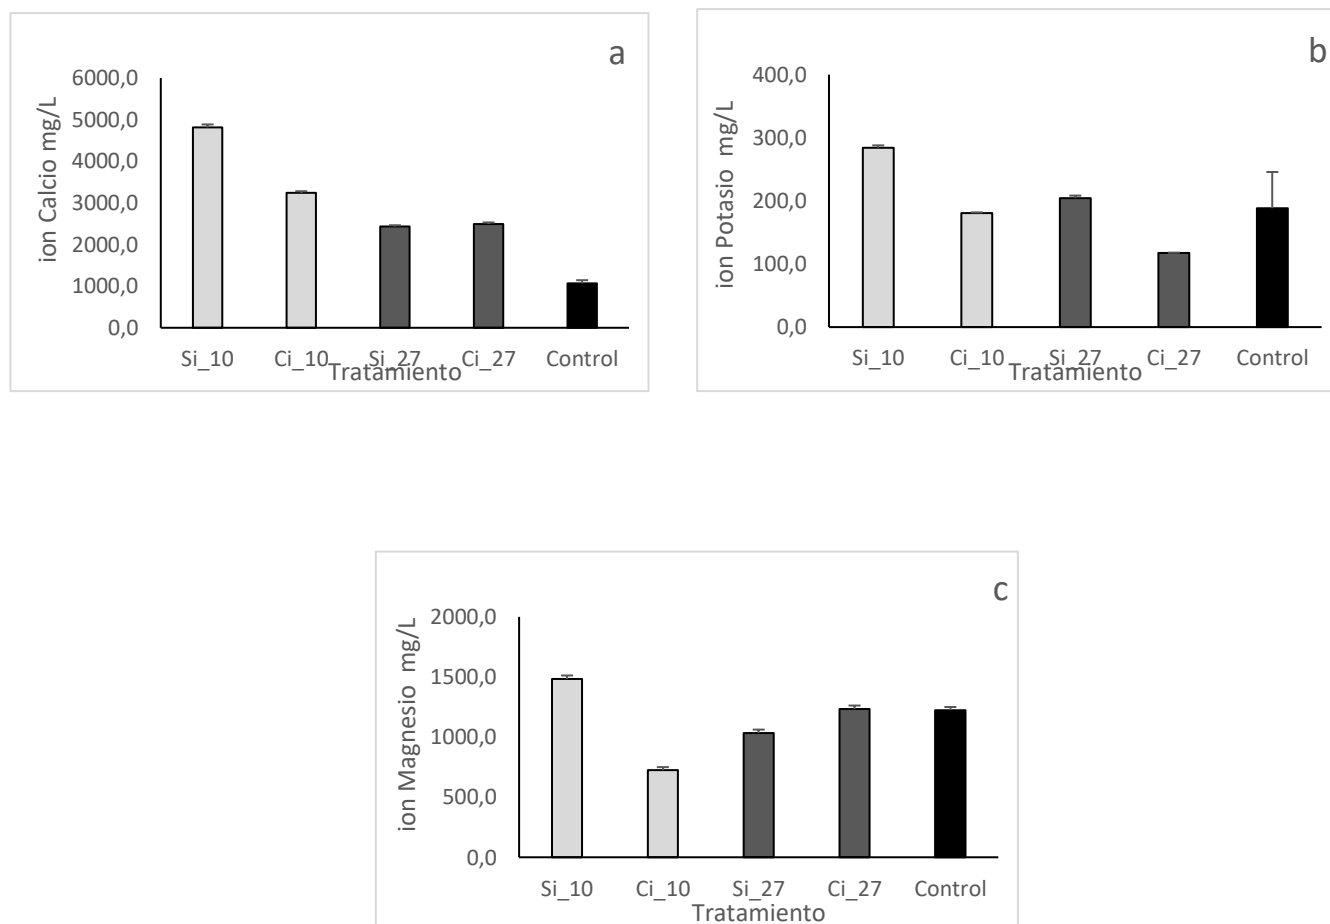 a
ion Calcio mg/L
6000,0
5000,0
4000,0
3000,0
2000,0
1000,0
0,0
Si_10 Ci_10 Si_27 Ci_27 Control
Tratamiento
b
ion Potasio mg/L
400,0
300,0
200,0
100,0
0,0
Si_10 Ci_10 Si_27 Ci_27 Control
Tratamiento
c
ion Magnesio mg/L
2000,0
1500,0
1000,0
500,0
0,0
Si_10 Ci_10 Si_27 Ci_27 Control
Tratamiento